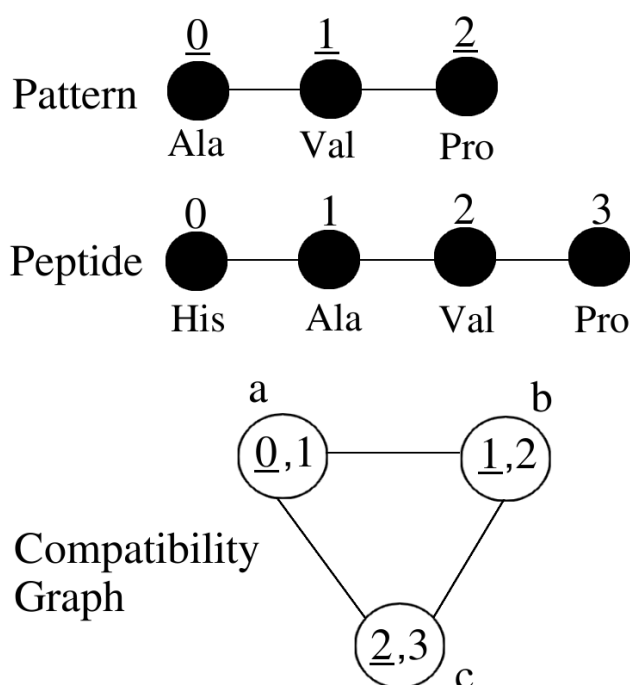 0 1 2
Pattern
Ala Val Pro
0 1 2 3
Peptide
His Ala Val Pro
a b
0,1 1,2
Compatibility
Graph
2,3
c